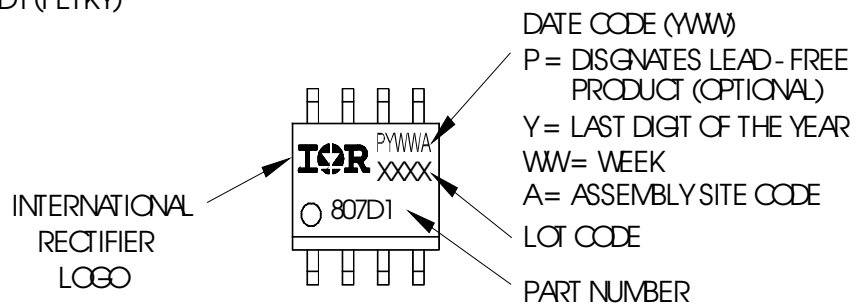 DATE CODE (YWW)
P = DISGNATES LEAD - FREE
PRODUCT (OPTIONAL)
Y = LAST DIGIT OF THE YEAR
WW = WEEK
A = ASSEMBLY SITE CODE
LOT CODE
PART NUMBER
IOR
PYWWA
XXXX
807D1
INTERNATIONAL
RECTIFIER
LOGO